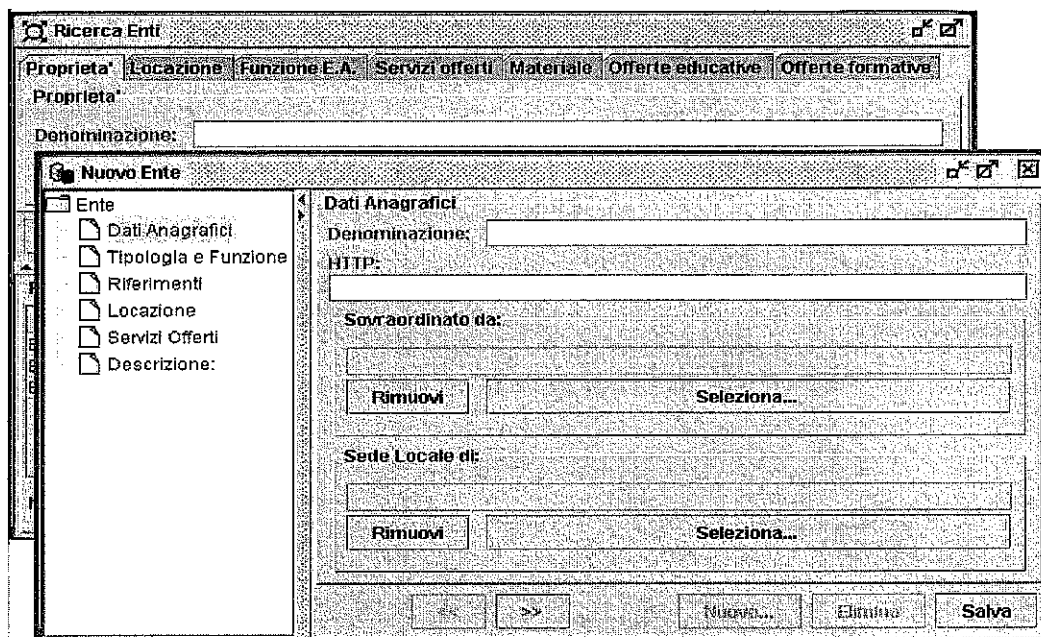 Ricerca Enti
Proprieta' Locazione Funzione E.A. Servizi offerti Materiale Offerte educative Offerte formative
Proprieta'
Denominazione:
Nuovo Ente
Ente
Dati Anagrafici
Tipologia e Funzione
Riferimenti
Locazione
Servizi Offerti
Descrizione:
Dati Anagrafici
Denominazione:
HTTP:
Sovraordinato da:
Rimuovi Seleziona...
Sede Locale di:
Rimuovi Seleziona...
<< >> Nuovo... Elimina Salva